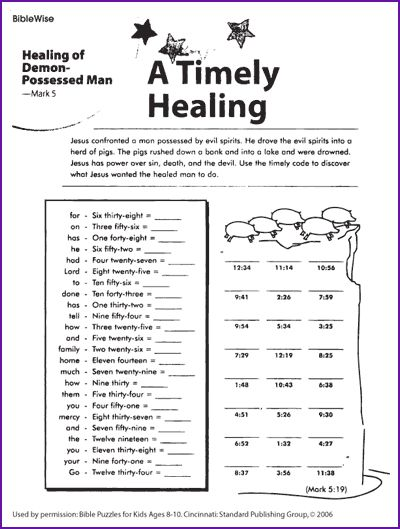 BibleWise
Healing of
Demon-
Possessed Man
—Mark 5
A Timely
Healing
Jesus confronted a man possessed by evil spirits. He drove the evil spirits into a
herd of pigs. The pigs rushed down a bank and into a lake and were drowned.
Jesus has power over sin, death, and the devil. Use the timely code to discover
what Jesus wanted the healed man to do.
for - Six thirty-eight = ______
on - Three fifty-six = ______
has - One forty-eight = ______
he - Six fifty-two = ______
had - Four twenty-seven = ______
Lord - Eight twenty-five = ______
to - Ten fifty-six = ______
done - Ten forty-three = ______
has - One thirty-two = ______
tell - Nine fifty-four = ______
how - Three twenty-five = ______
and - Five twenty-six = ______
family - Two twenty-six = ______
home - Eleven fourteen = ______
much - Seven twenty-nine = ______
how - Nine thirty = ______
them - Five thirty-four = ______
you - Four fifty-one = ______
mercy - Eight thirty-seven = ______
and - Seven fifty-nine = ______
the - Twelve nineteen = ______
you - Eleven thirty-eight = ______
your - Nine forty-one = ______
Go - Twelve thirty-four = ______
12:34 11:14 10:56
9:41 2:26 7:59
9:54 5:34 3:25
7:29 12:19 8:25
1:48 10:43 6:38
4:51 5:26 9:30
6:52 1:32 4:27
8:37 3:56 11:38
(Mark 5:19)
Used by permission: Bible Puzzles for Kids Ages 8-10. Cincinnati: Standard Publishing Group, © 2006